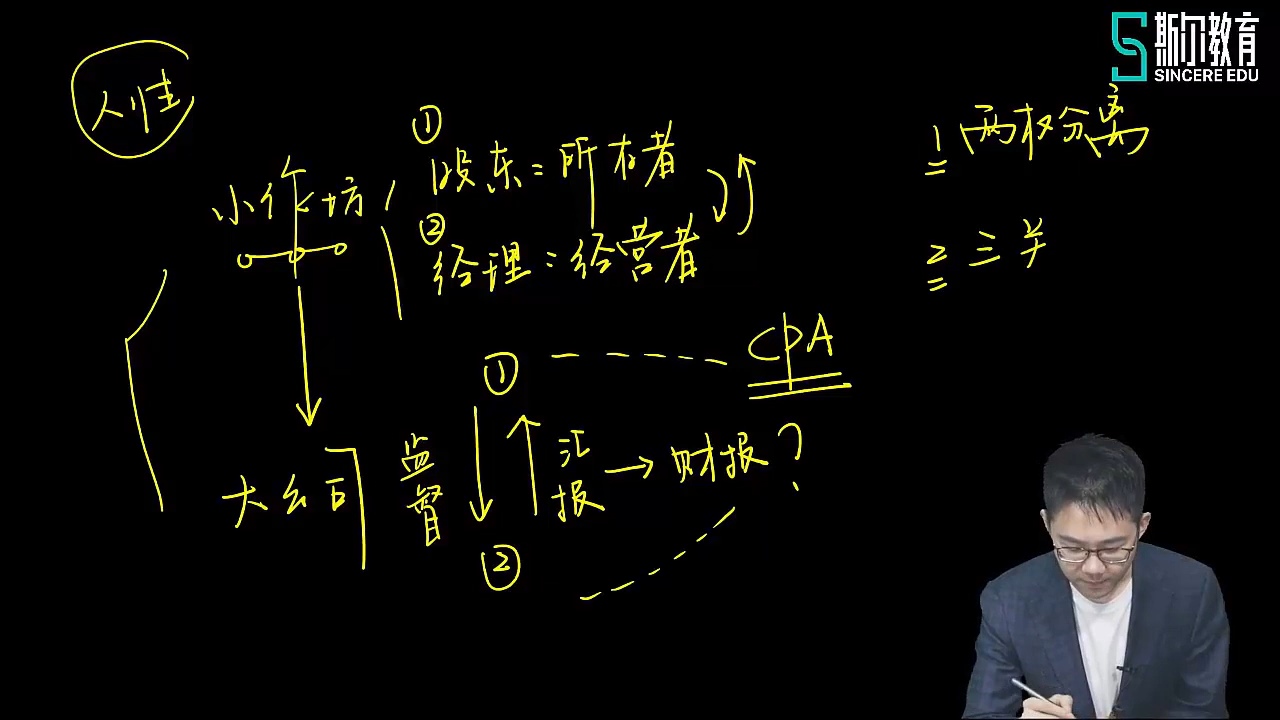 斯尔教育
SINCERE EDU
人性
① 
股东=所有者
②
经理=经营者
小作坊
1 两权分离
2 三关
① CPA
监督
汇报→财报?
大公司
②